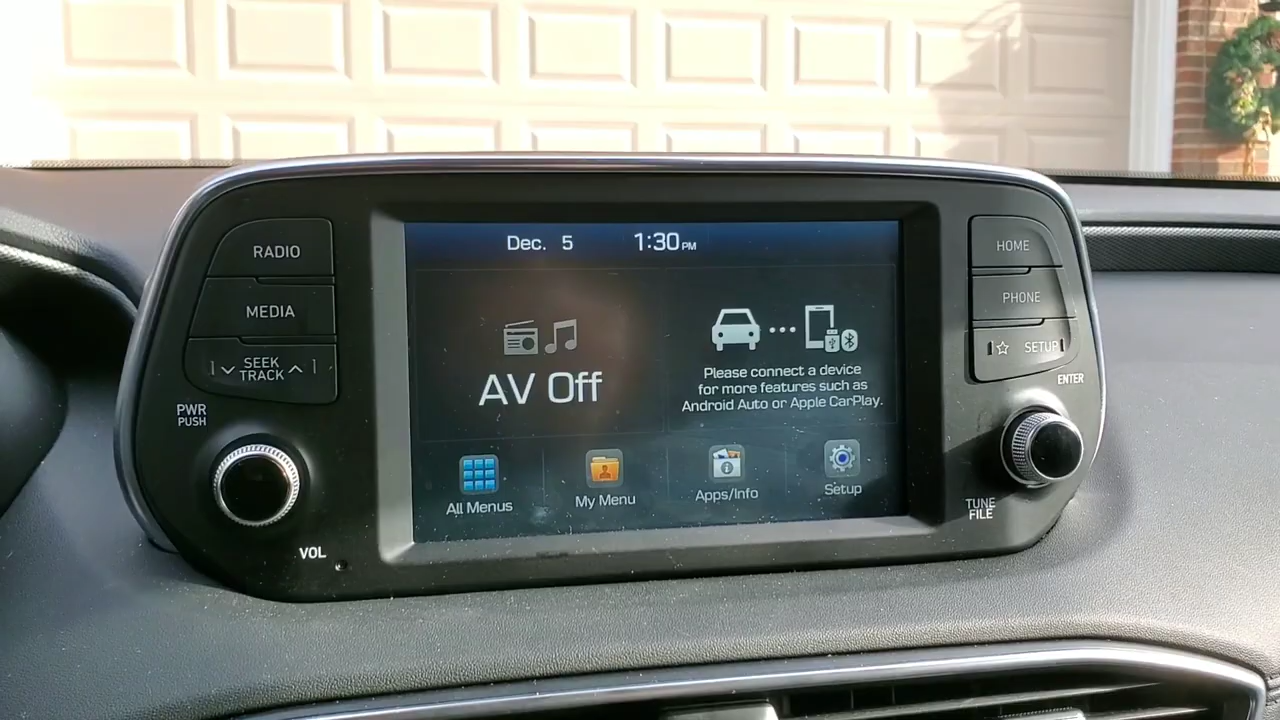 Dec. 5 1:30 PM
RADIO
MEDIA
SEEK
TRACK
PWR
PUSH
VOL
AV Off
Please connect a device
for more features such as
Android Auto or Apple CarPlay.
All Menus
My Menu
Apps/Info
Setup
HOME
PHONE
SETUP
ENTER
TUNE
FILE